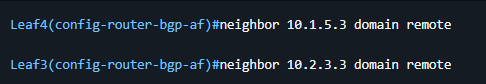 Leaf4(config-router-bgp-af)#neighbor 10.1.5.3 domain remote
Leaf3(config-router-bgp-af)#neighbor 10.2.3.3 domain remote